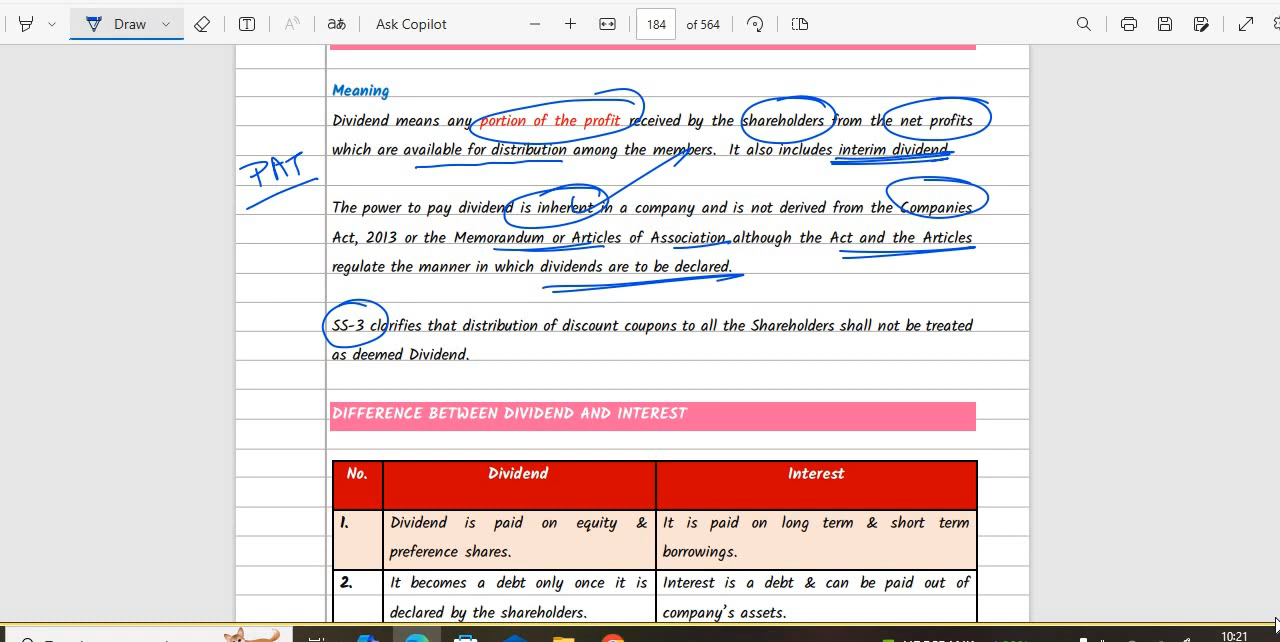 Draw
aあ
Ask Copilot
184 of 564
Meaning
Dividend means any portion of the profit received by the shareholders from the net profits
which are available for distribution among the members. It also includes interim dividend.
PAT
The power to pay dividend is inherent in a company and is not derived from the Companies
Act, 2013 or the Memorandum or Articles of Association although the Act and the Articles
regulate the manner in which dividends are to be declared.
SS-3 clarifies that distribution of discount coupons to all the Shareholders shall not be treated
as deemed Dividend.
DIFFERENCE BETWEEN DIVIDEND AND INTEREST
No. Dividend Interest
1. Dividend is paid on equity & It is paid on long term & short term
preference shares. borrowings.
2. It becomes a debt only once it is Interest is a debt & can be paid out of
declared by the shareholders. company's assets.
10:21